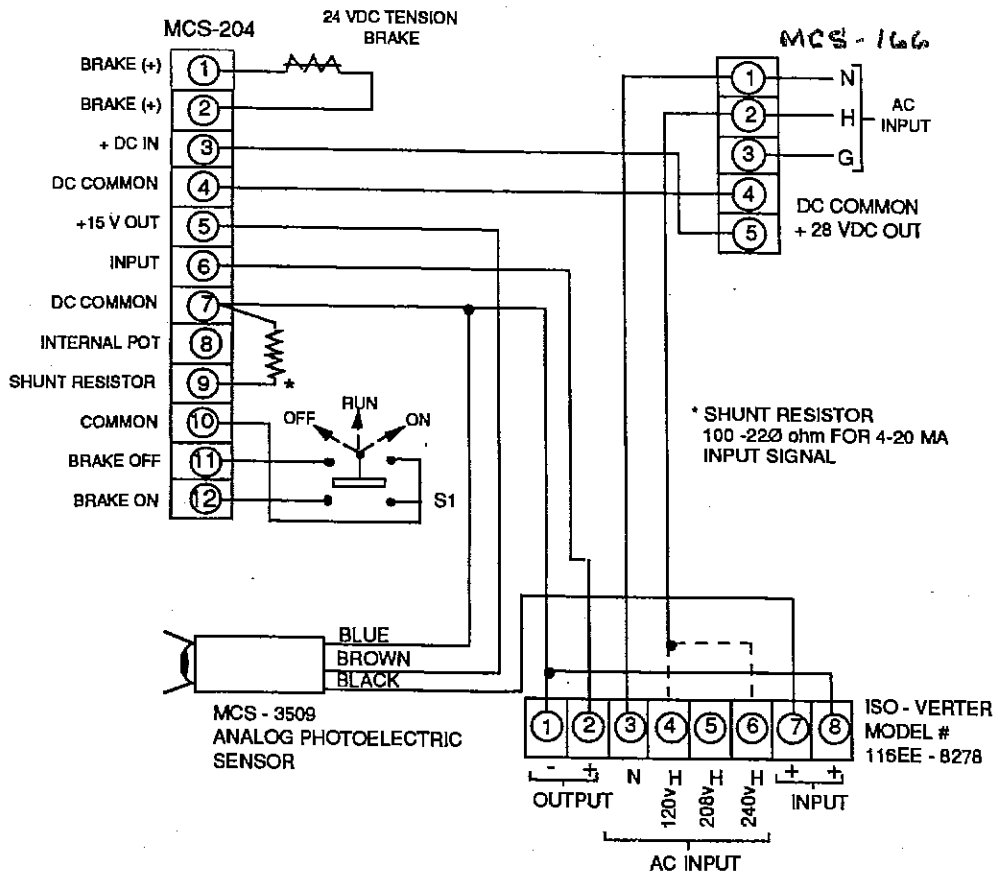 MCS-204
24 VDC TENSION
BRAKE
BRAKE (+)
1
BRAKE (+)
2
+ DC IN
3
DC COMMON
4
+15 V OUT
5
INPUT
6
DC COMMON
7
INTERNAL POT
8
SHUNT RESISTOR
9
*
COMMON
10
BRAKE OFF
11
BRAKE ON
12
OFF
RUN
ON
S1
MCS-166
1
N
2
H
3
G
AC
INPUT
4
5
DC COMMON
+ 28 VDC OUT
* SHUNT RESISTOR
100 -22Ø ohm FOR 4-20 MA
INPUT SIGNAL
BLUE
BROWN
BLACK
MCS - 3509
ANALOG PHOTOELECTRIC
SENSOR
1 2 3 4 5 6 7 8
ISO - VERTER
MODEL #
116EE - 8278
- + N 120v H 208v H 240v H + +
OUTPUT
INPUT
AC INPUT